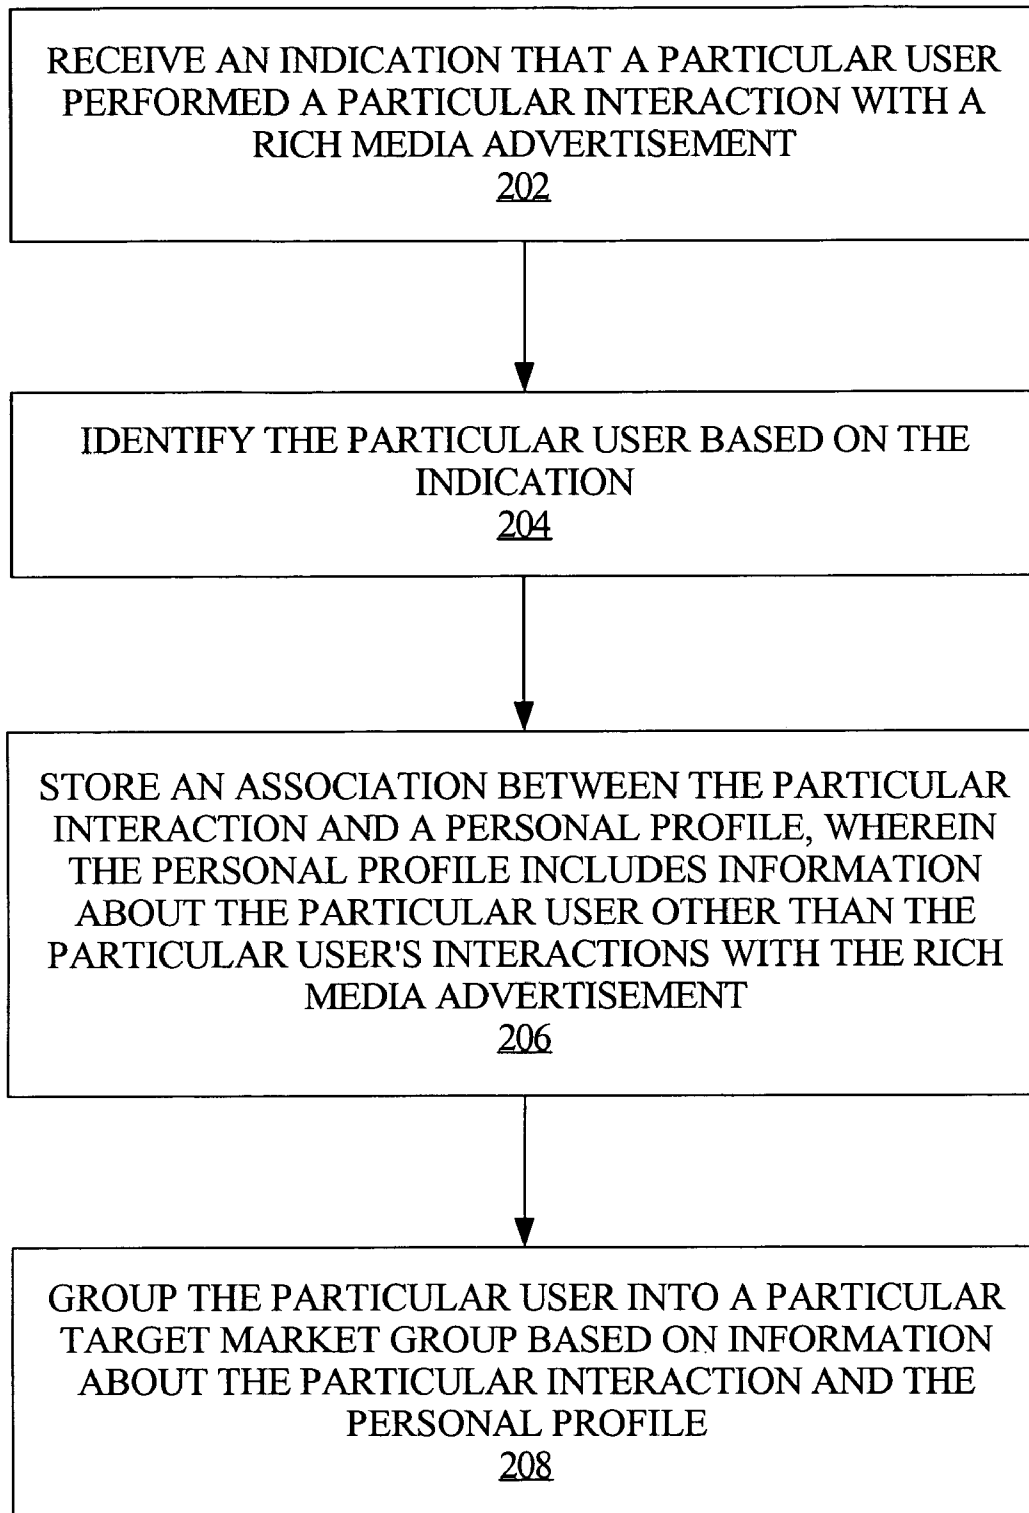 RECEIVE AN INDICATION THAT A PARTICULAR USER
PERFORMED A PARTICULAR INTERACTION WITH A
RICH MEDIA ADVERTISEMENT
202
IDENTIFY THE PARTICULAR USER BASED ON THE
INDICATION
204
STORE AN ASSOCIATION BETWEEN THE PARTICULAR
INTERACTION AND A PERSONAL PROFILE, WHEREIN
THE PERSONAL PROFILE INCLUDES INFORMATION
ABOUT THE PARTICULAR USER OTHER THAN THE
PARTICULAR USER'S INTERACTIONS WITH THE RICH
MEDIA ADVERTISEMENT
206
GROUP THE PARTICULAR USER INTO A PARTICULAR
TARGET MARKET GROUP BASED ON INFORMATION
ABOUT THE PARTICULAR INTERACTION AND THE
PERSONAL PROFILE
208